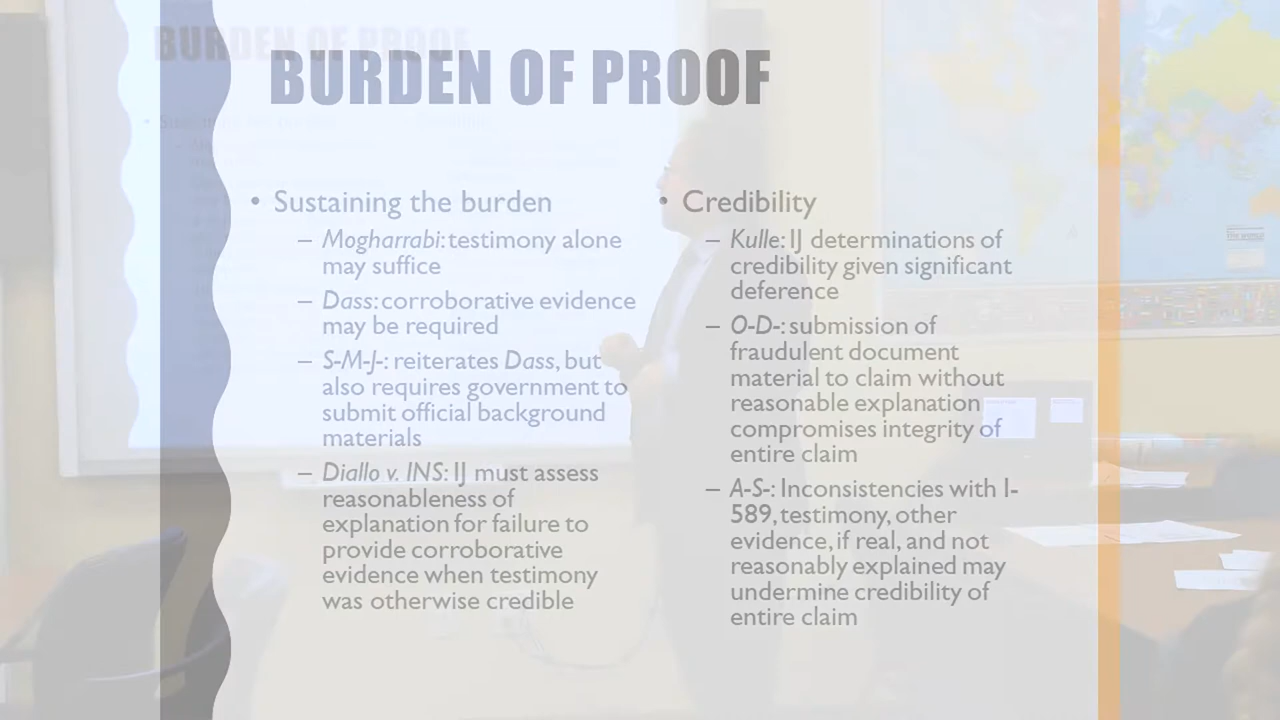 BURDEN OF PROOF
BURDEN OF PROOF
• Sustaining the burden
– Mogharrabi: testimony alone
may suffice
– Dass: corroborative evidence
may be required
– S-M-J-: reiterates Dass, but
also requires government to
submit official background
materials
– Diallo v. INS: IJ must assess
reasonableness of
explanation for failure to
provide corroborative
evidence when testimony
was otherwise credible
• Credibility
– Kulle: IJ determinations of
credibility given significant
deference
– O-D-: submission of
fraudulent document
material to claim without
reasonable explanation
compromises integrity of
entire claim
– A-S-: Inconsistencies with I-
589, testimony, other
evidence, if real, and not
reasonably explained may
undermine credibility of
entire claim